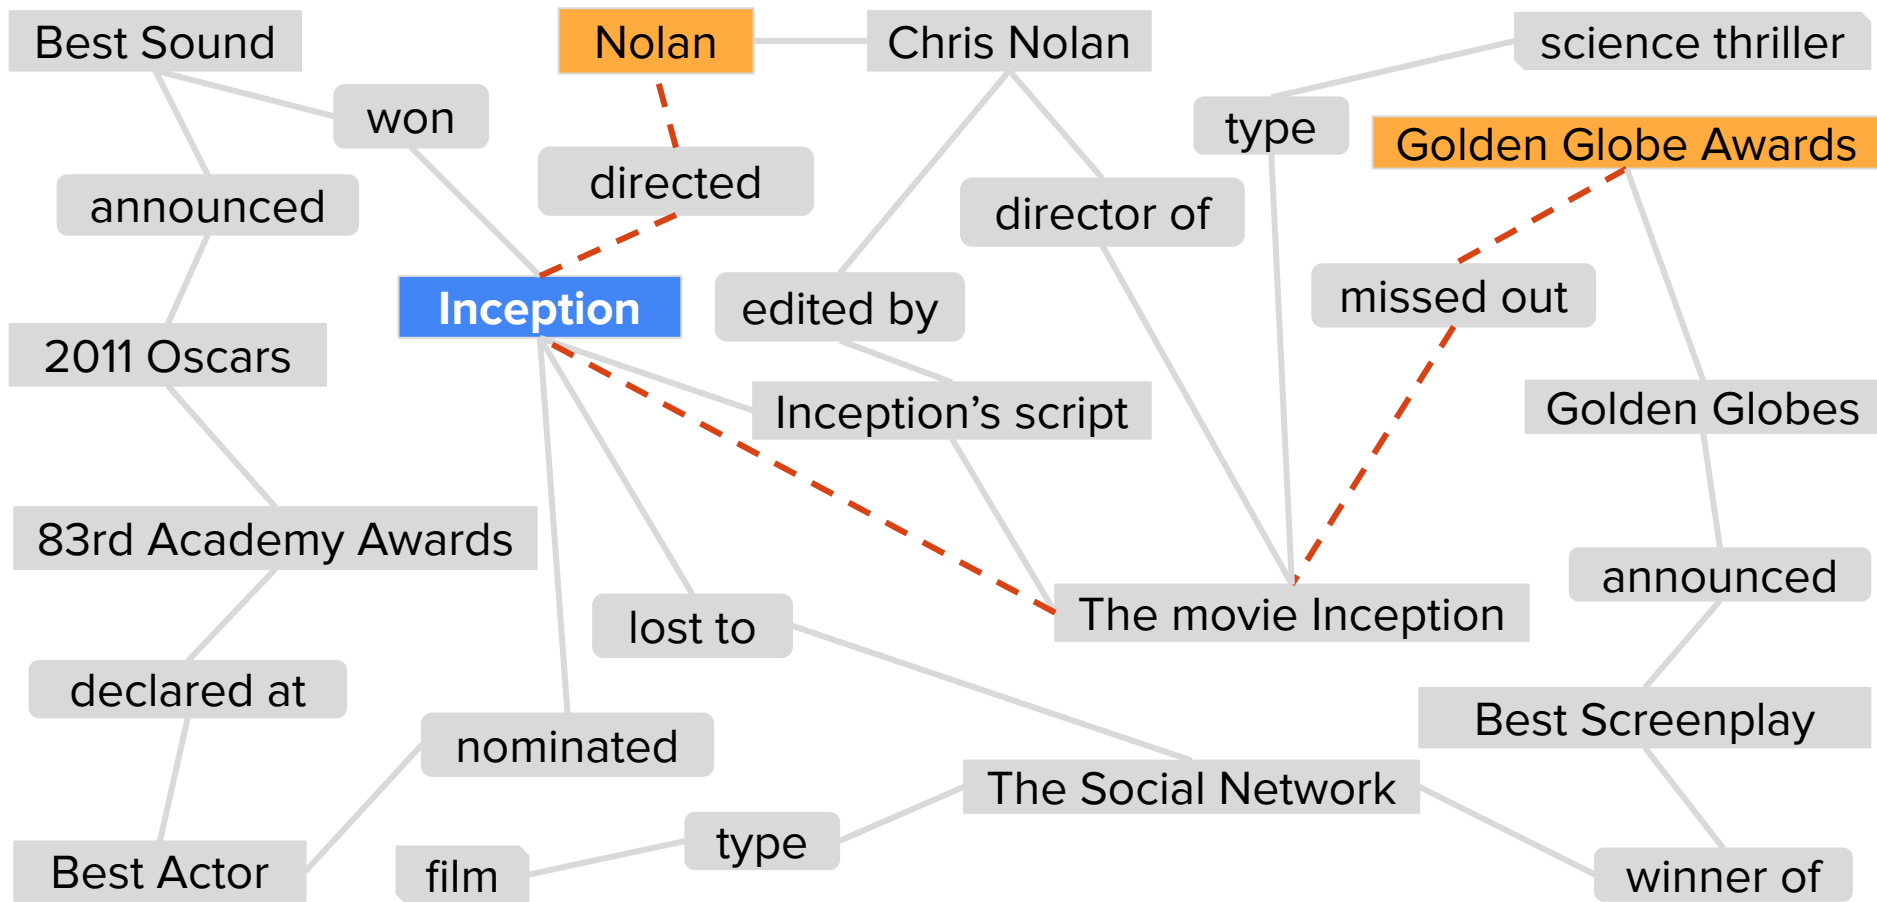 Best Sound
Nolan
Chris Nolan
science thriller
won
type
Golden Globe Awards
directed
announced
director of
Inception
edited by
missed out
2011 Oscars
Inception's script
Golden Globes
83rd Academy Awards
announced
lost to
The movie Inception
declared at
nominated
Best Screenplay
The Social Network
type
Best Actor
film
winner of